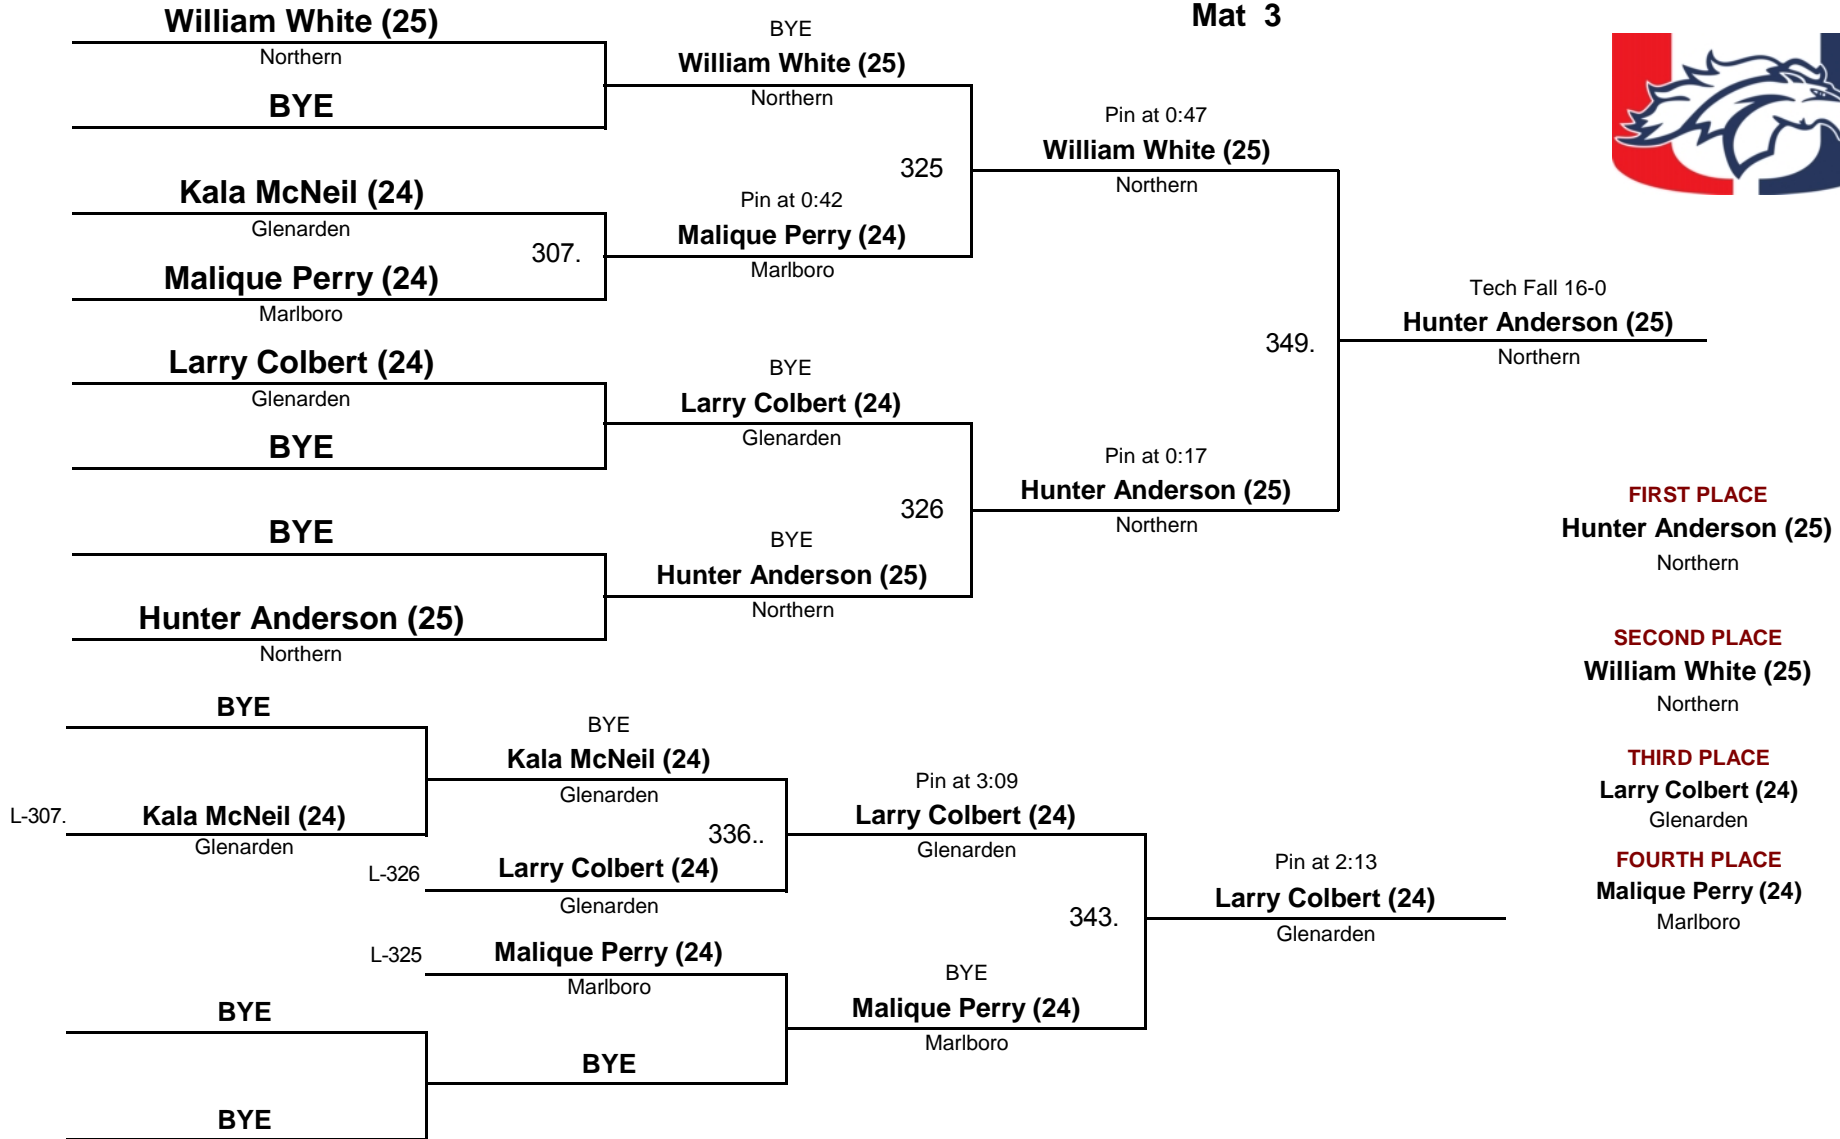 Mat 3
William White (25)
Northern
BYE
Kala McNeil (24)
Glenarden
307.
Malique Perry (24)
Marlboro
Larry Colbert (24)
Glenarden
BYE
BYE
Hunter Anderson (25)
Northern
BYE
William White (25)
Northern
325
Pin at 0:42
Malique Perry (24)
Marlboro
BYE
Larry Colbert (24)
Glenarden
326
BYE
Hunter Anderson (25)
Northern
Pin at 0:47
William White (25)
Northern
349.
Pin at 0:17
Hunter Anderson (25)
Northern
Tech Fall 16-0
Hunter Anderson (25)
Northern
FIRST PLACE
Hunter Anderson (25)
Northern
SECOND PLACE
William White (25)
Northern
THIRD PLACE
Larry Colbert (24)
Glenarden
FOURTH PLACE
Malique Perry (24)
Marlboro
BYE
L-307.
Kala McNeil (24)
Glenarden
BYE
Kala McNeil (24)
Glenarden
336..
L-326
Larry Colbert (24)
Glenarden
L-325
Malique Perry (24)
Marlboro
BYE
BYE
BYE
Pin at 3:09
Larry Colbert (24)
Glenarden
343.
BYE
Malique Perry (24)
Marlboro
Pin at 2:13
Larry Colbert (24)
Glenarden